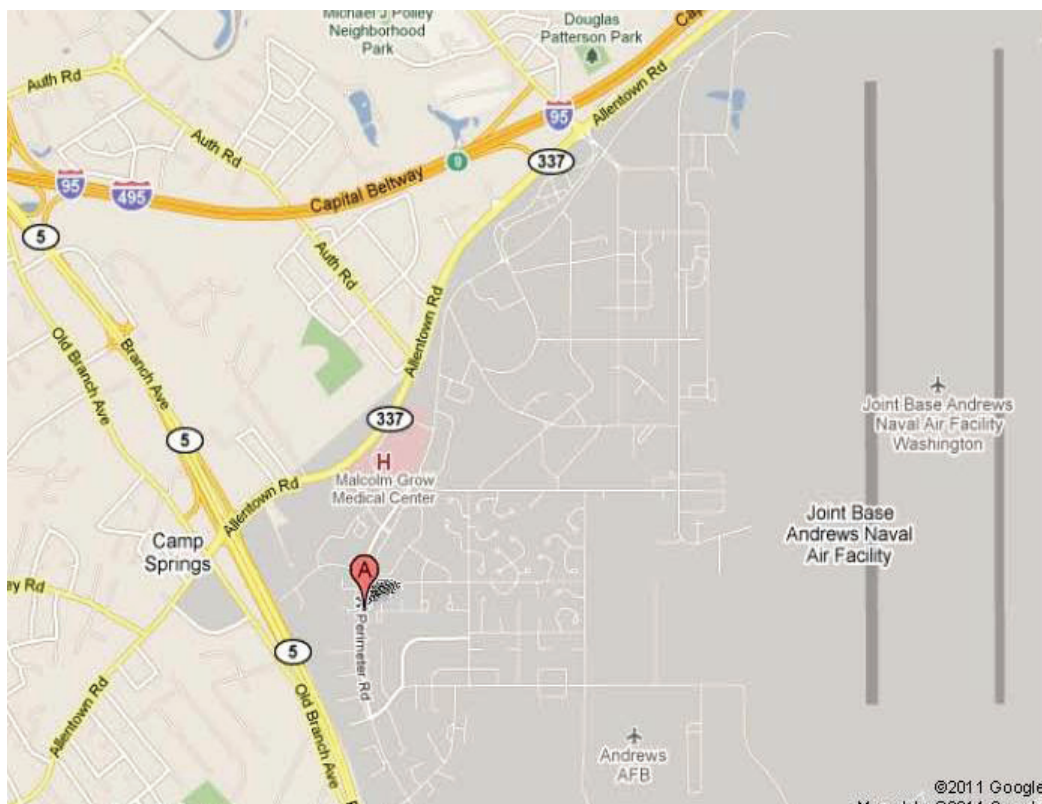 Michael J Polley
Neighborhood
Park
Douglas
Patterson Park
Auth Rd
95
Allentown Rd
Auth Rd
9
337
95
495
Capital Beltway
5
Auth Rd
Allentown Rd
Old Branch Ave
Branch Ave
337
5
H
Malcolm Grow
Medical Center
Joint Base Andrews
Naval Air Facility
Washington
Allentown Rd
Camp
Springs
Joint Base
Andrews Naval
Air Facility
A
Rd
Perimeter Rd
5
Allentown Rd
Old Branch Ave
Andrews
AFB
©2011 Google